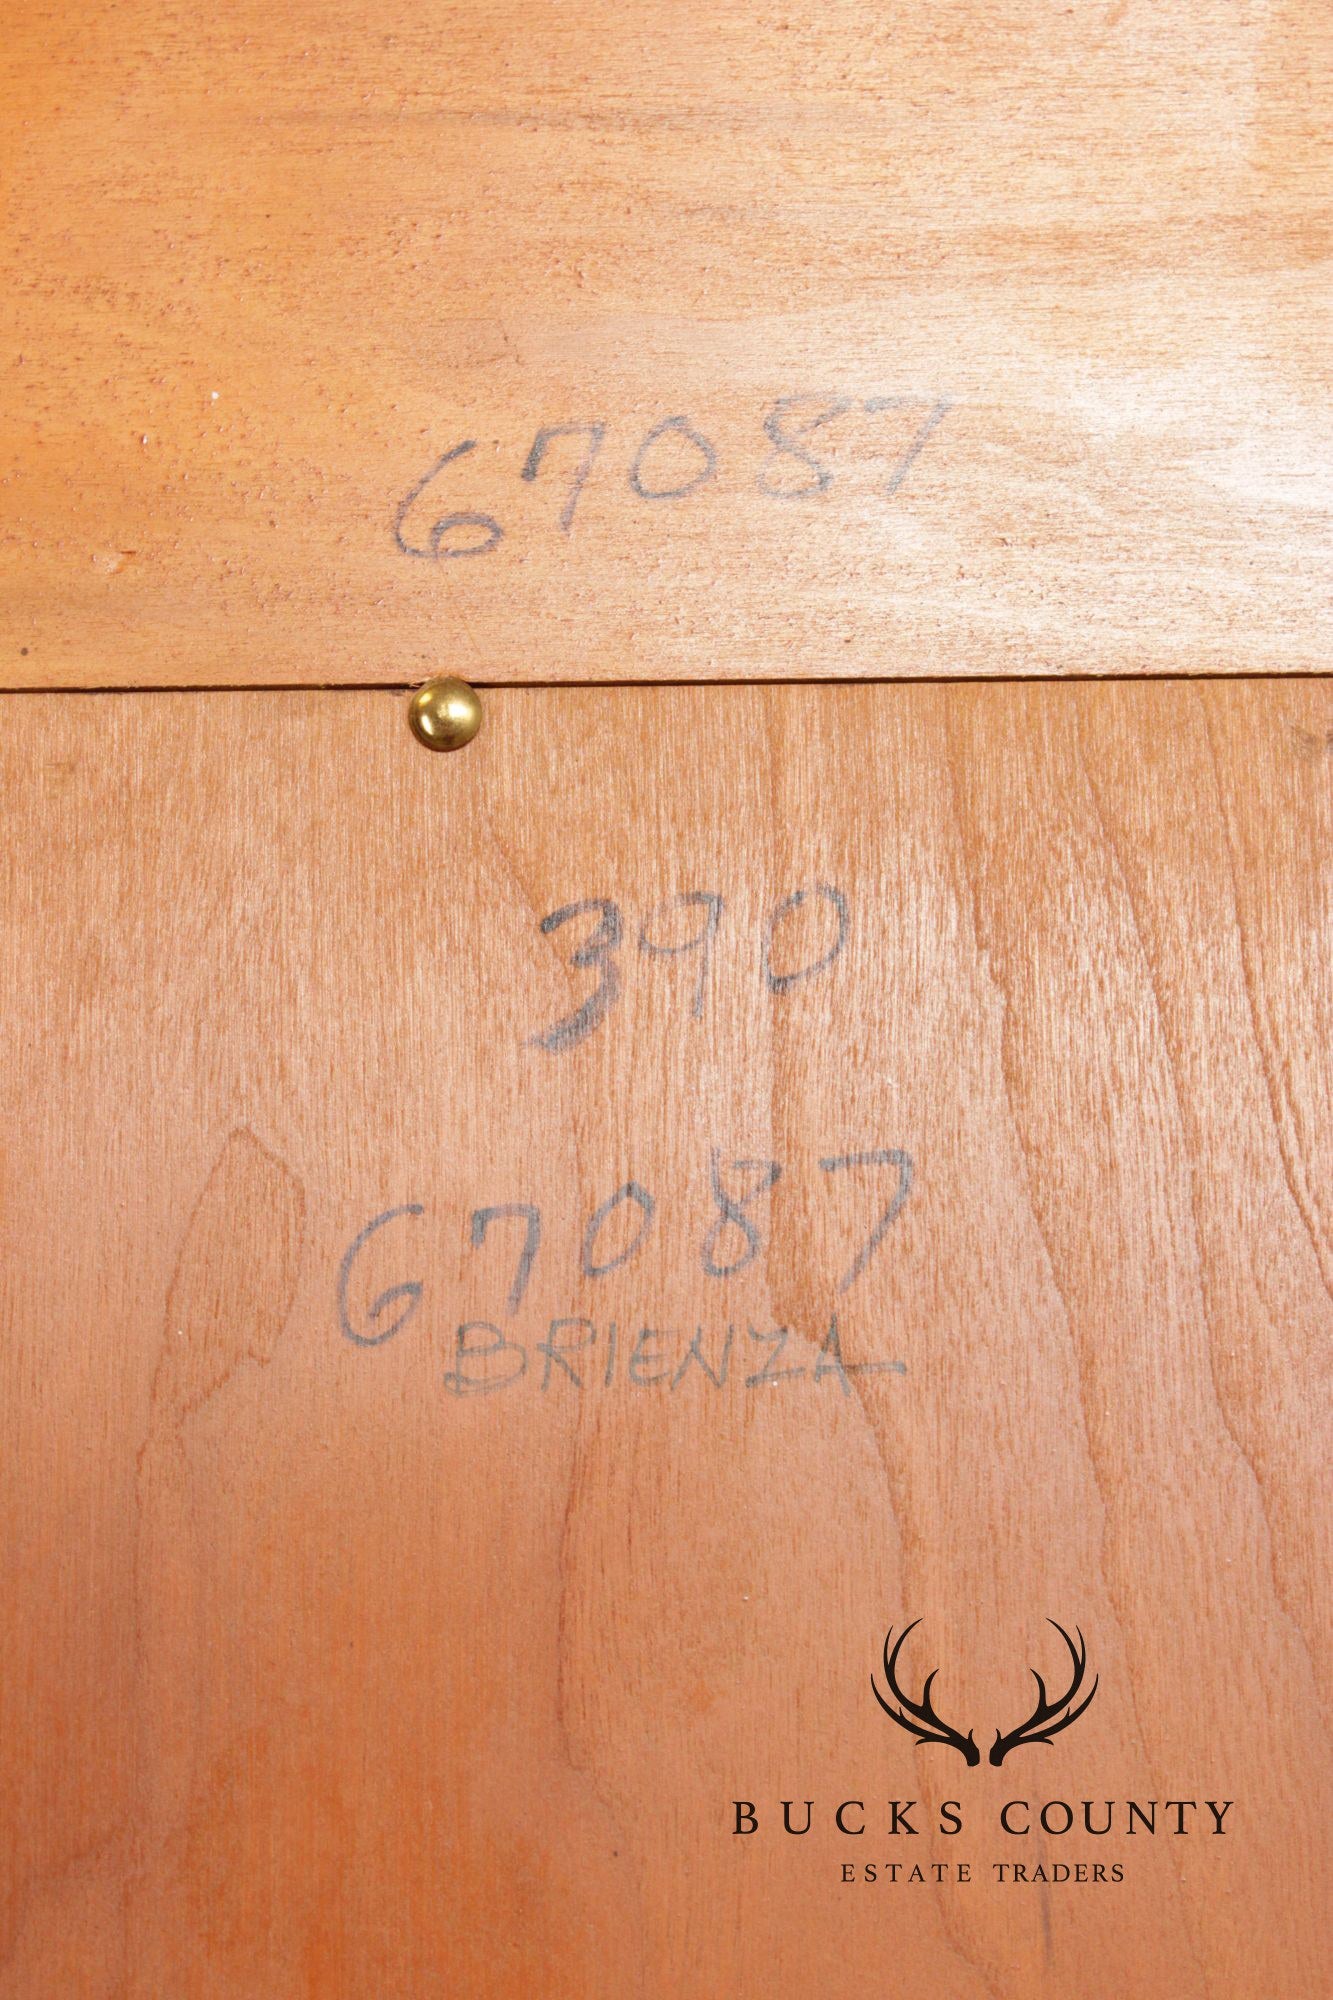 67087
390
67087
BRIENZA
BUCKS COUNTY
ESTATE TRADERS